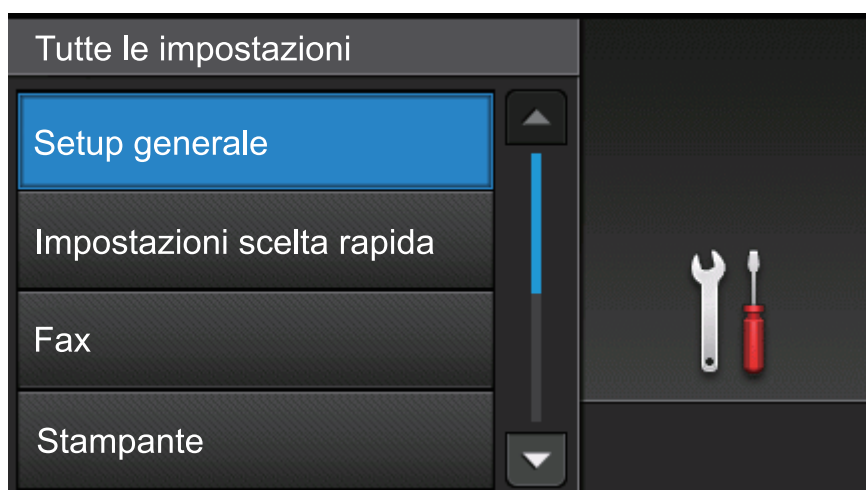 Tutte le impostazioni
Setup generale
Impostazioni scelta rapida
Fax
Stampante